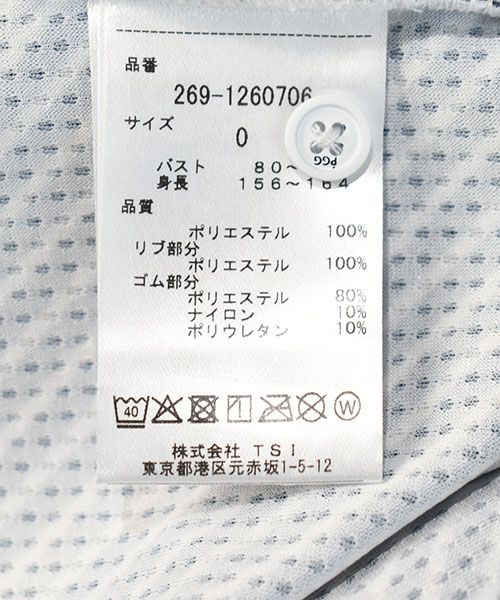 品番
269-1260706
サイズ
0
バスト 80~
身長 156~164
品質
ポリエステル 100%
リブ部分
ポリエステル 100%
ゴム部分
ポリエステル 80%
ナイロン 10%
ポリウレタン 10%
40
W
株式会社 TSI
東京都港区元赤坂1-5-12
PGG